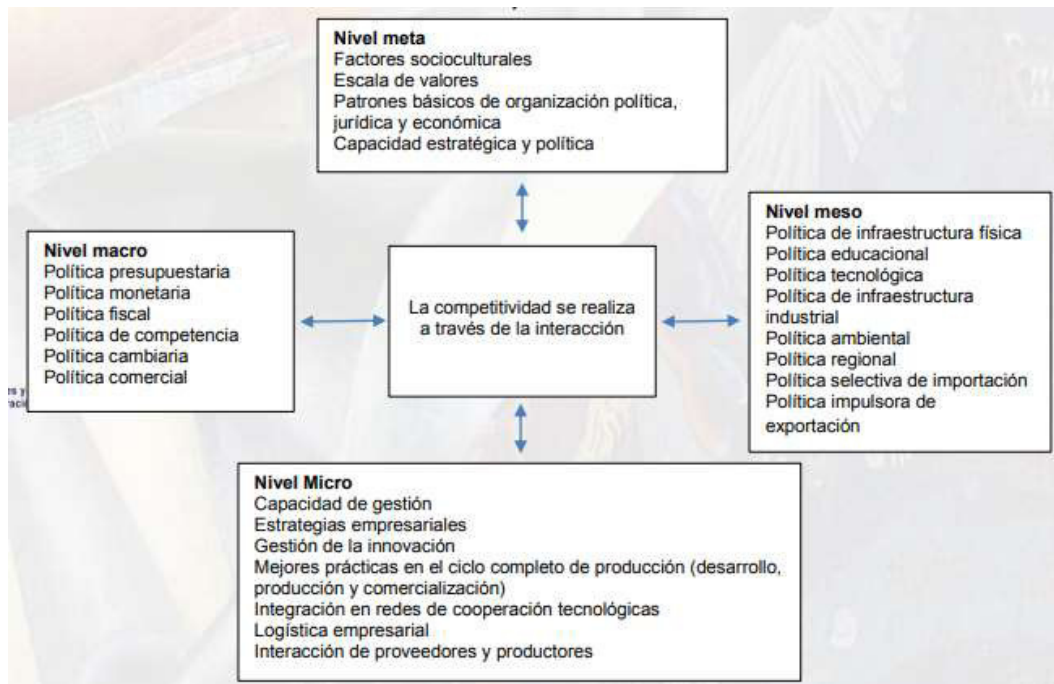 Nivel meta
Factores socioculturales
Escala de valores
Patrones básicos de organización política,
jurídica y económica
Capacidad estratégica y política
Nivel macro
Política presupuestaria
Política monetaria
Política fiscal
Política de competencia
Política cambiaria
Política comercial
La competitividad se realiza
a través de la interacción
Nivel meso
Política de infraestructura física
Política educacional
Política tecnológica
Política de infraestructura
industrial
Política ambiental
Política regional
Política selectiva de importación
Política impulsora de
exportación
Nivel Micro
Capacidad de gestión
Estrategias empresariales
Gestión de la innovación
Mejores prácticas en el ciclo completo de producción (desarrollo,
producción y comercialización)
Integración en redes de cooperación tecnológicas
Logística empresarial
Interacción de proveedores y productores